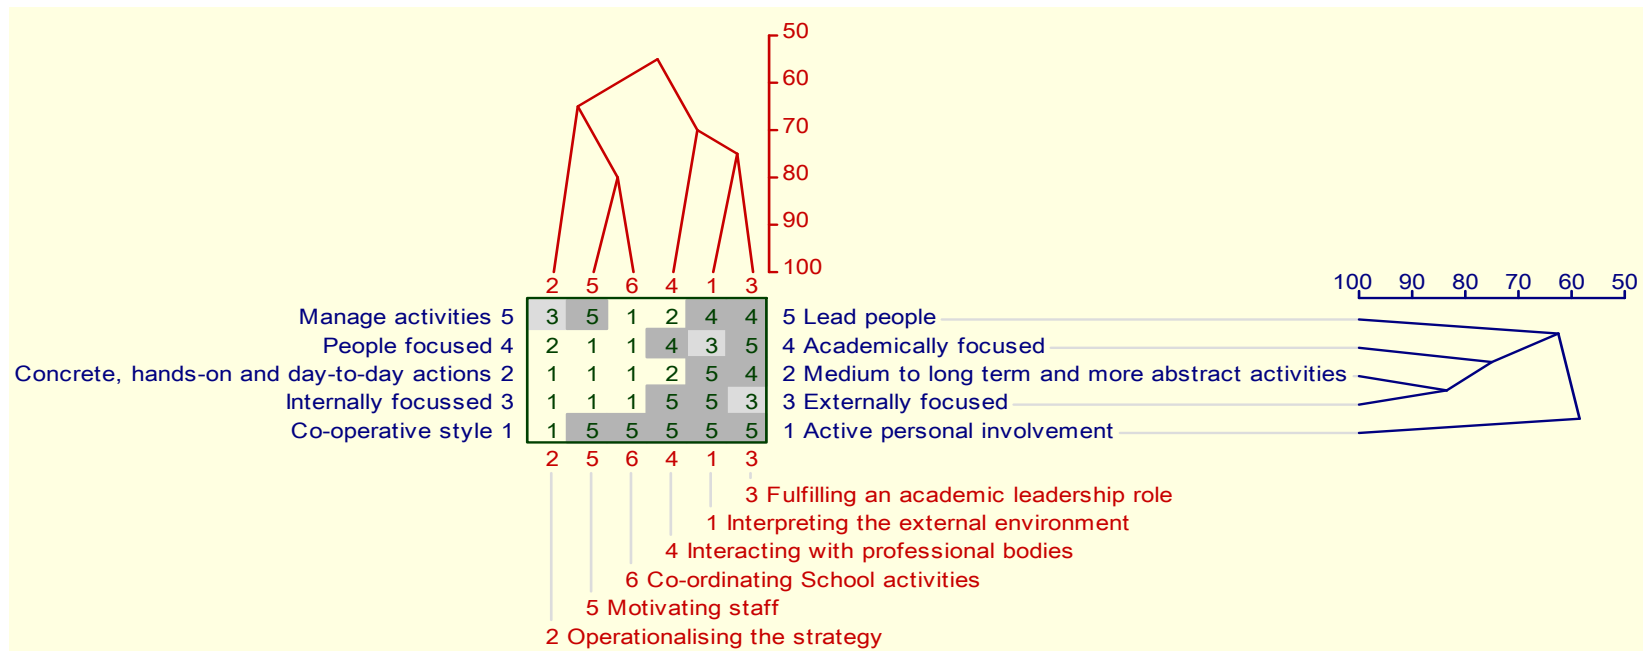 50
60
70
80
90
100
2 5 6 4 1 3
100 90 80 70 60 50
Manage activities 5 3 5 1 2 4 4 5 Lead people
People focused 4 2 1 1 4 3 5 4 Academically focused
Concrete, hands-on and day-to-day actions 2 1 1 1 2 5 4 2 Medium to long term and more abstract activities
Internally focussed 3 1 1 1 5 5 3 3 Externally focused
Co-operative style 1 1 5 5 5 5 5 1 Active personal involvement
2 5 6 4 1 3
3 Fulfilling an academic leadership role
1 Interpreting the external environment
4 Interacting with professional bodies
6 Co-ordinating School activities
5 Motivating staff
2 Operationalising the strategy